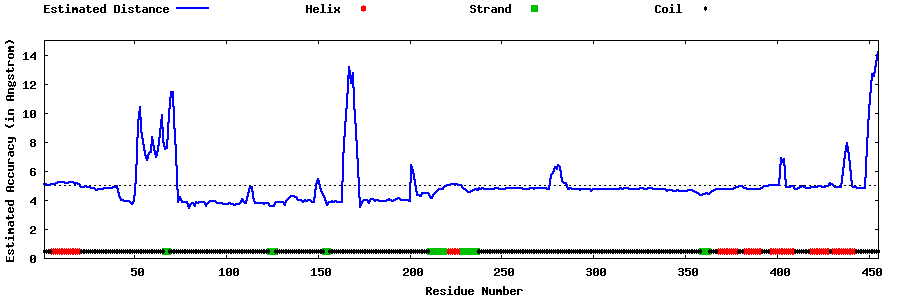 Estimated Distance Helix Strand Coil
Estimated Accuracy (in Angstrom)
14
12
10
8
6
4
2
0
50 100 150 200 250 300 350 400 450
Residue Number